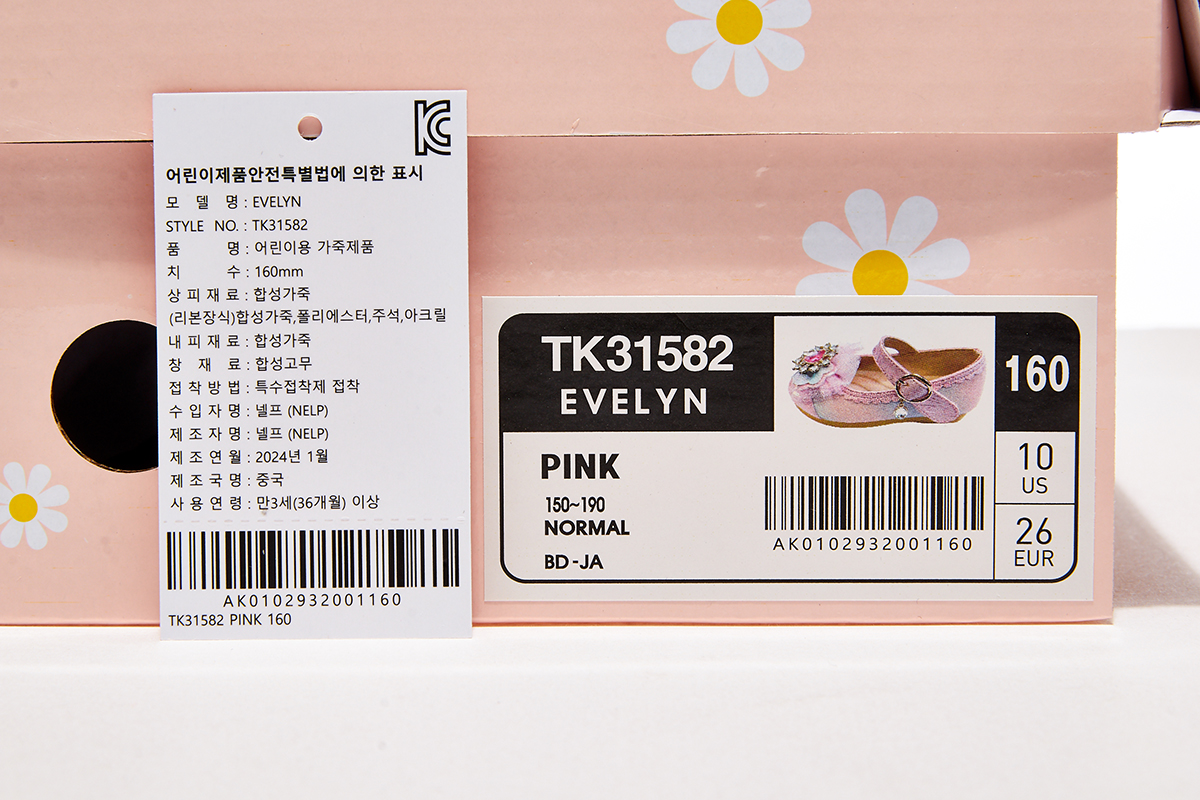 KC
어린이제품안전특별법에 의한 표시
모 델 명 : EVELYN
STYLE NO. : TK31582
품 명 : 어린이용 가죽제품
치 수 : 160mm
상 피 재 료 : 합성가죽
(리본장식)합성가죽,폴리에스터,주석,아크릴
내 피 재 료 : 합성가죽
창 재 료 : 합성고무
접 착 방 법 : 특수접착제 접착
수 입 자 명 : 넬프 (NELP)
제 조 자 명 : 넬프 (NELP)
제 조 연 월 : 2024년 1월
제 조 국 명 : 중국
사 용 연 령 : 만3세(36개월) 이상
AK0102932001160
TK31582 PINK 160
TK31582
EVELYN
160
PINK
150~190
NORMAL
BD-JA
AK0102932001160
10
US
26
EUR